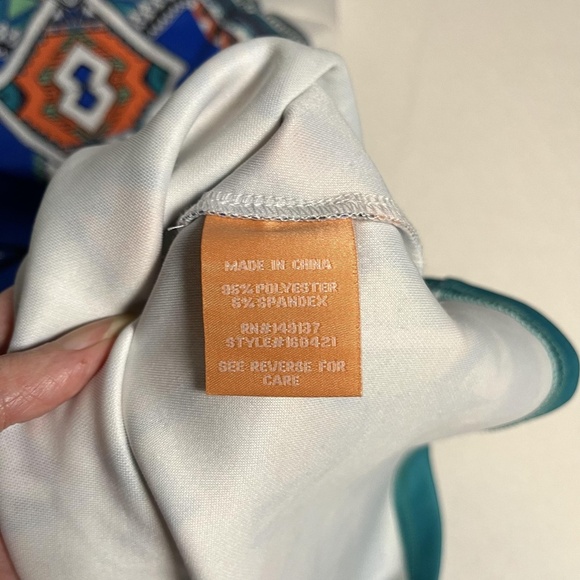 MADE IN CHINA
95% POLYESTER
5% SPANDEX
RN#149137
STYLE#160421
SEE REVERSE FOR
CARE